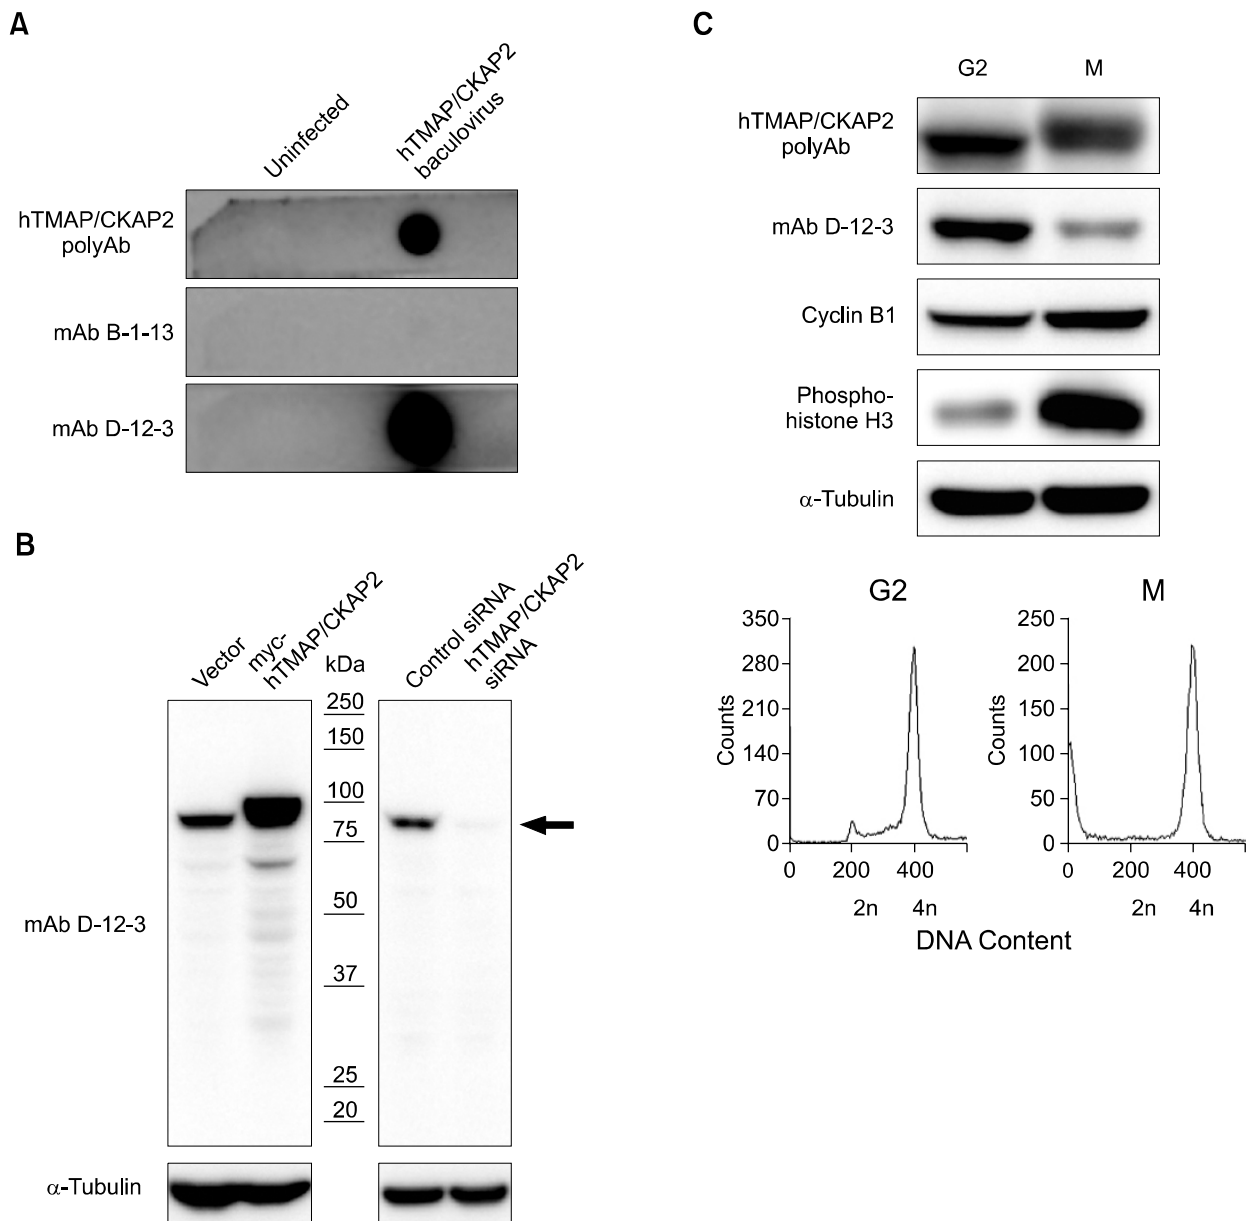 A
Uninfected
hTMAP/CKAP2
baculovirus
hTMAP/CKAP2
polyAb
mAb B-1-13
mAb D-12-3
B
Vector
myc-
hTMAP/CKAP2
kDa
Control siRNA
hTMAP/CKAP2
siRNA
250
150
100
75
50
37
25
20
mAb D-12-3
α-Tubulin
C
G2
M
hTMAP/CKAP2
polyAb
mAb D-12-3
Cyclin B1
Phospho-
histone H3
α-Tubulin
G2
Counts
350
280
210
140
70
0
0 200 400
2n 4n
M
Counts
250
200
150
100
50
0
0 200 400
2n 4n
DNA Content